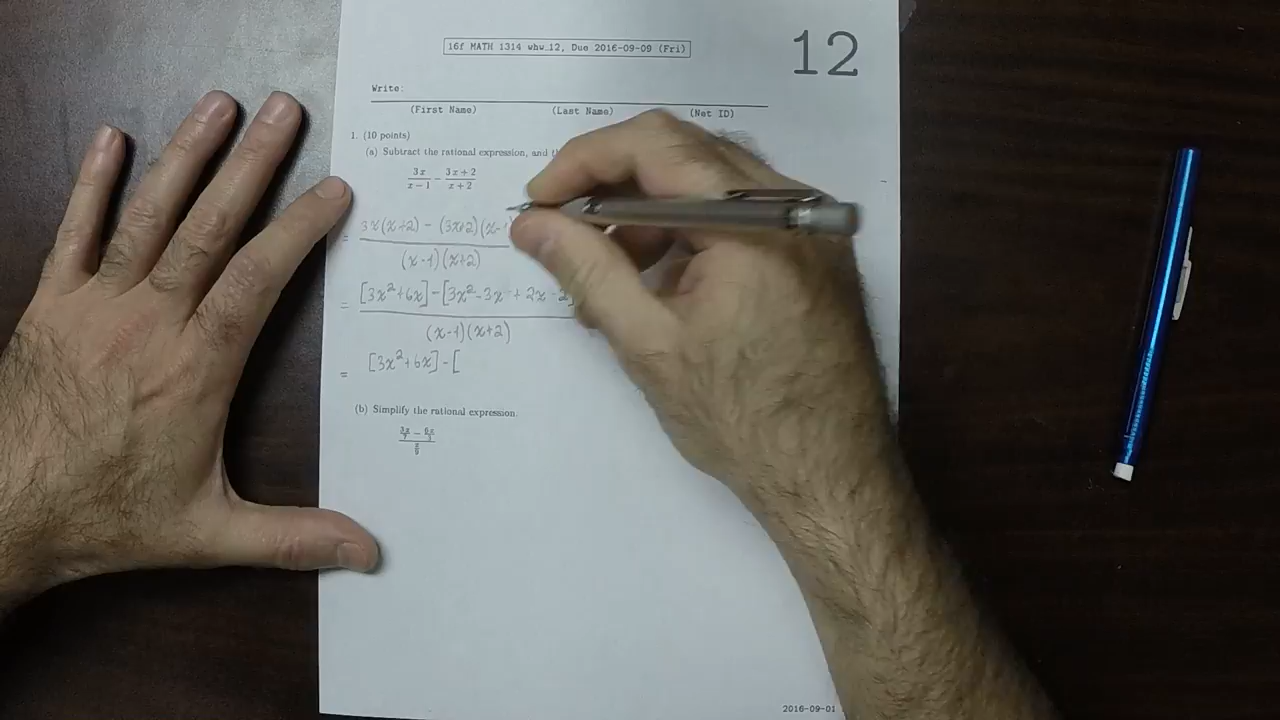 16f MATH 1314 whw_12, Due 2016-09-09 (Fri)
12
Write:
(First Name) (Last Name) (Net ID)
1. (10 points)
(a) Subtract the rational expression, and
3x/(x − 1) − (3x + 2)/(x + 2)
= 3x(x+2) − (3x+2)(x-1
(x-1)(x+2)
= [3x²+6x]-[3x²-3x + 2x -2]
(x-1)(x+2)
= [3x²+6x]-[
(b) Simplify the rational expression.
2016-09-01